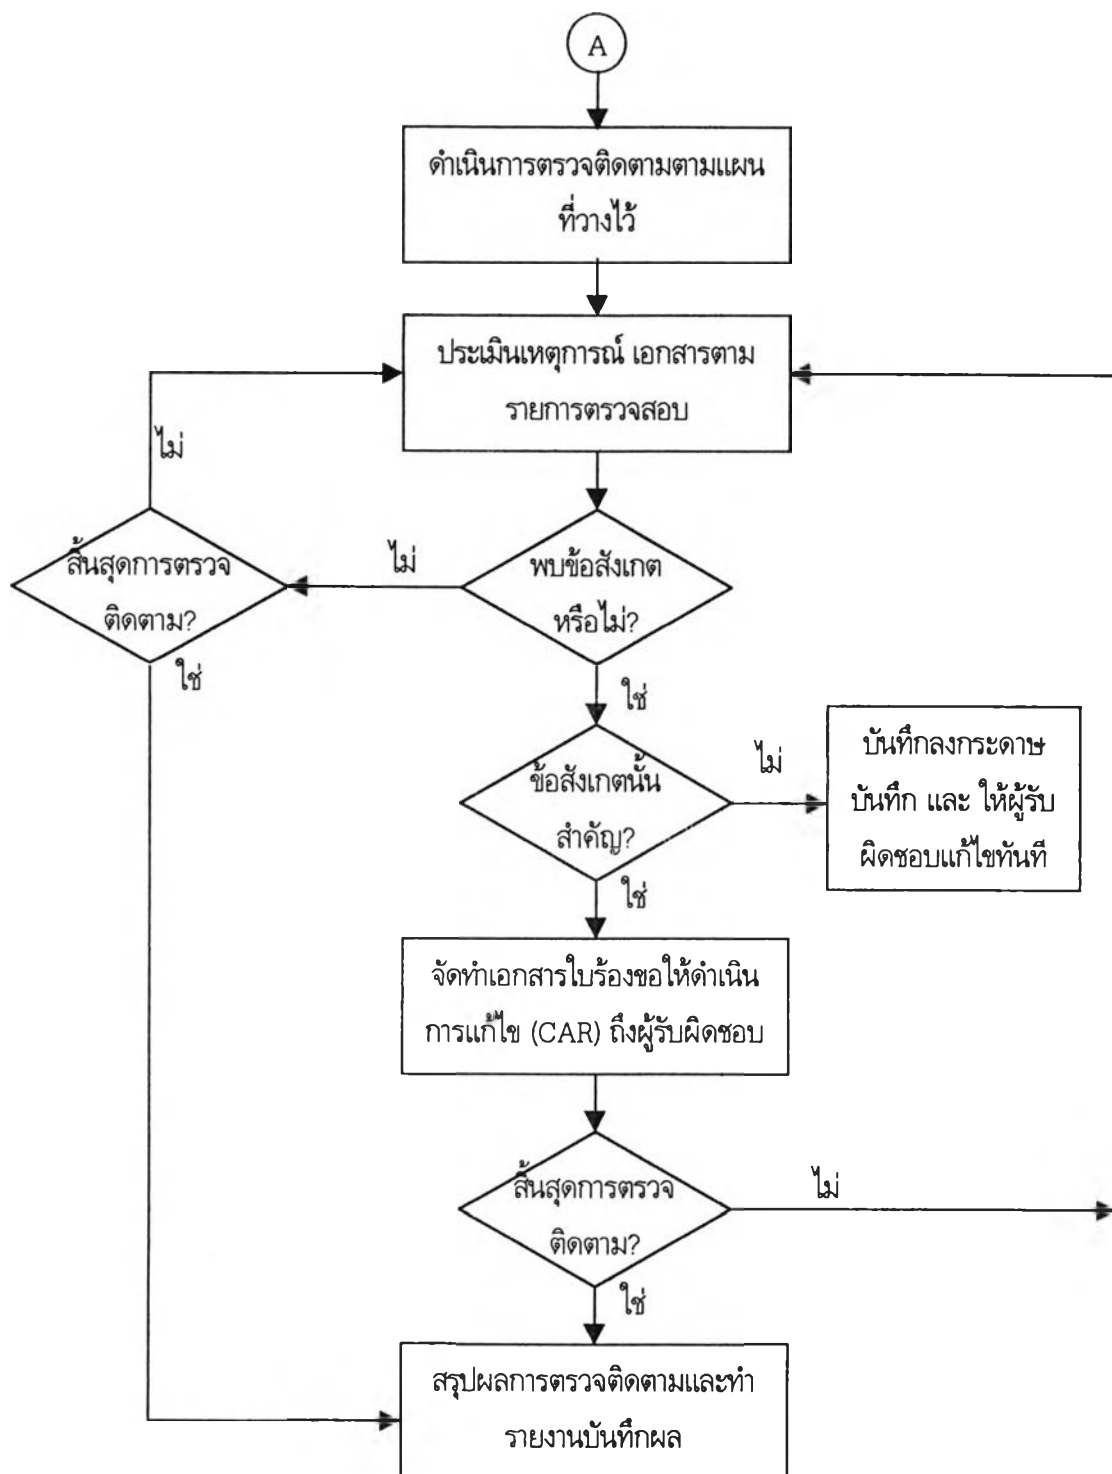 A
ดำเนินการตรวจติดตามตามแผน
ที่วางไว้
ประเมินเหตุการณ์ เอกสารตาม
รายการตรวจสอบ
ไม่
สิ้นสุดการตรวจ
ติดตาม?
ใช่
ไม่
พบข้อสังเกต
หรือไม่?
ใช่
ข้อสังเกตนั้น
สำคัญ?
ไม่
บันทึกลงกระดาษ
บันทึก และ ให้ผู้รับ
ผิดชอบแก้ไขทันที
ใช่
จัดทำเอกสารใบร้องขอให้ดำเนิน
การแก้ไข (CAR) ถึงผู้รับผิดชอบ
สิ้นสุดการตรวจ
ติดตาม?
ไม่
ใช่
สรุปผลการตรวจติดตามและทำ
รายงานบันทึกผล